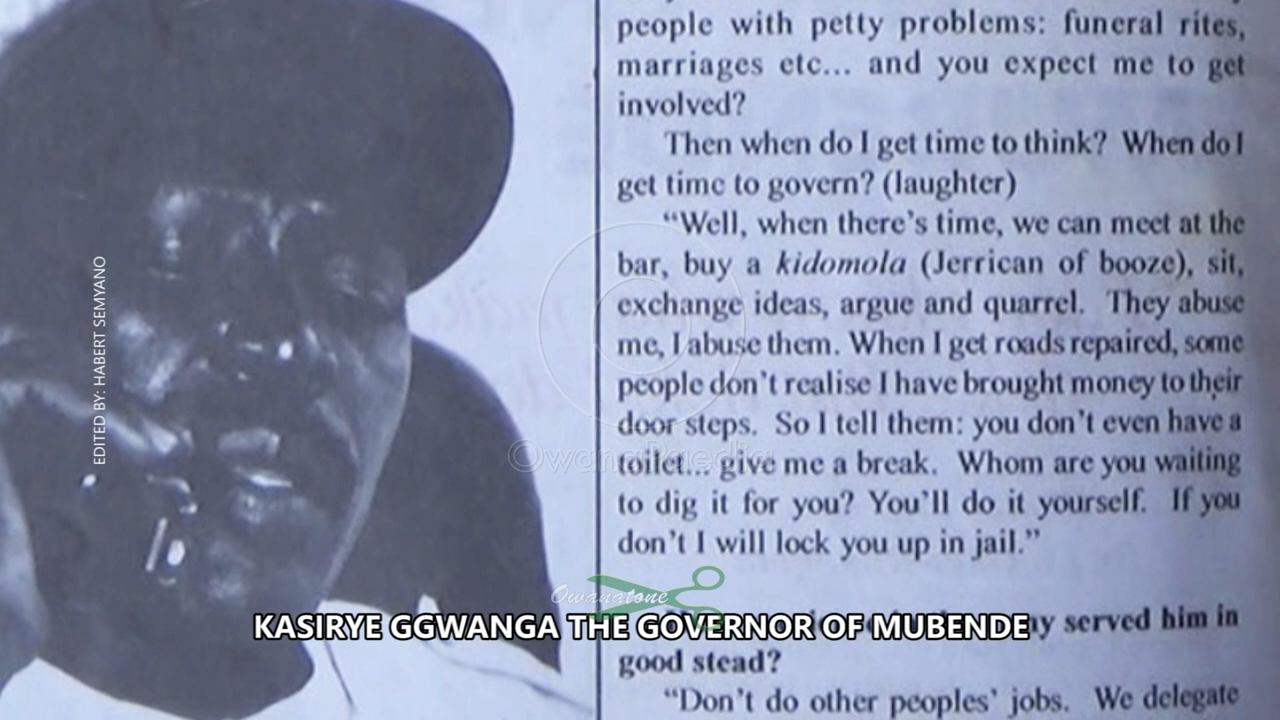 people with petty problems: funeral rites,
marriages etc... and you expect me to get
involved?
Then when do I get time to think? When do I
get time to govern? (laughter)
“Well, when there’s time, we can meet at the
bar, buy a kidomola (Jerrican of booze), sit,
exchange ideas, argue and quarrel. They abuse
me, I abuse them. When I get roads repaired, some
people don’t realise I have brought money to their
door steps. So I tell them: you don’t even have a
toilet... give me a break. Whom are you waiting
to dig it for you? You’ll do it yourself. If you
don’t I will lock you up in jail.”
served him in
good stead?
“Don’t do other peoples’ jobs. We delegate
EDITED BY: HABERT SEMYANO
Owanatone
KASIRYE GGWANGA THE GOVERNOR OF MUBENDE